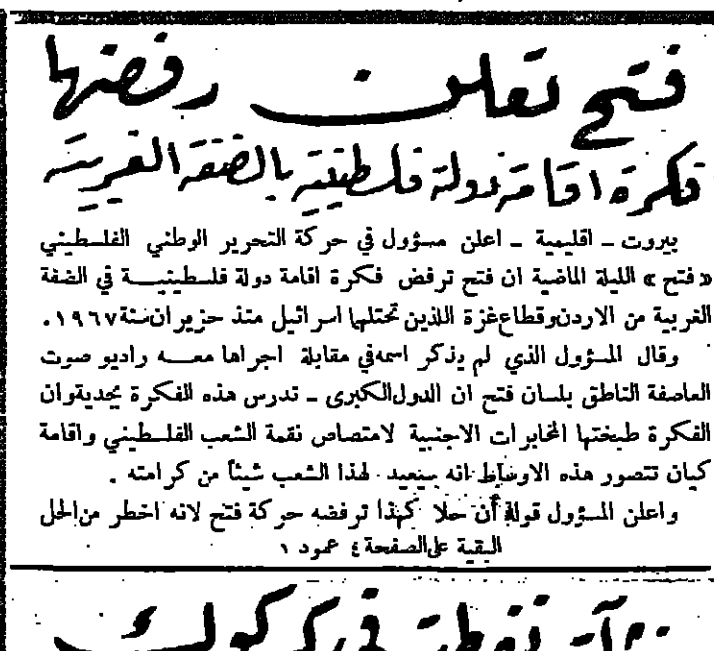 فتح تعلن رفضها
فكرة اقامة دولة فلسطينية بالضفة الغربية
بيروت ـ اقليمية ـ اعلن مسؤول في حركة التحرير الوطني الفلسطيني
« فتح » الليلة الماضية ان فتح ترفض فكرة اقامة دولة فلسطينية في الضفة
الغربية من الاردن وقطاع غزة اللذين تحتلها اسرائيل منذ حزيران سنة ١٩٦٧ .
وقال المسؤول الذي لم يذكر اسمه في مقابلة اجراها معه راديو صوت
العاصفة الناطق بلسان فتح ان الدول الكبرى ـ تدرس هذه الفكرة بجدية وان
الفكرة طبختها المخابرات الاجنبية لامتصاص نقمة الشعب الفلسطيني واقامة
كيان تتصور هذه الاوساط انه سيعيد لهذا الشعب شيئاً من كرامته .
واعلن المسؤول قوله أن حلا كهذا ترفضه حركة فتح لانه اخطر من الحل
البقية على الصفحة ٤ عمود ١
نفطية في كركوك